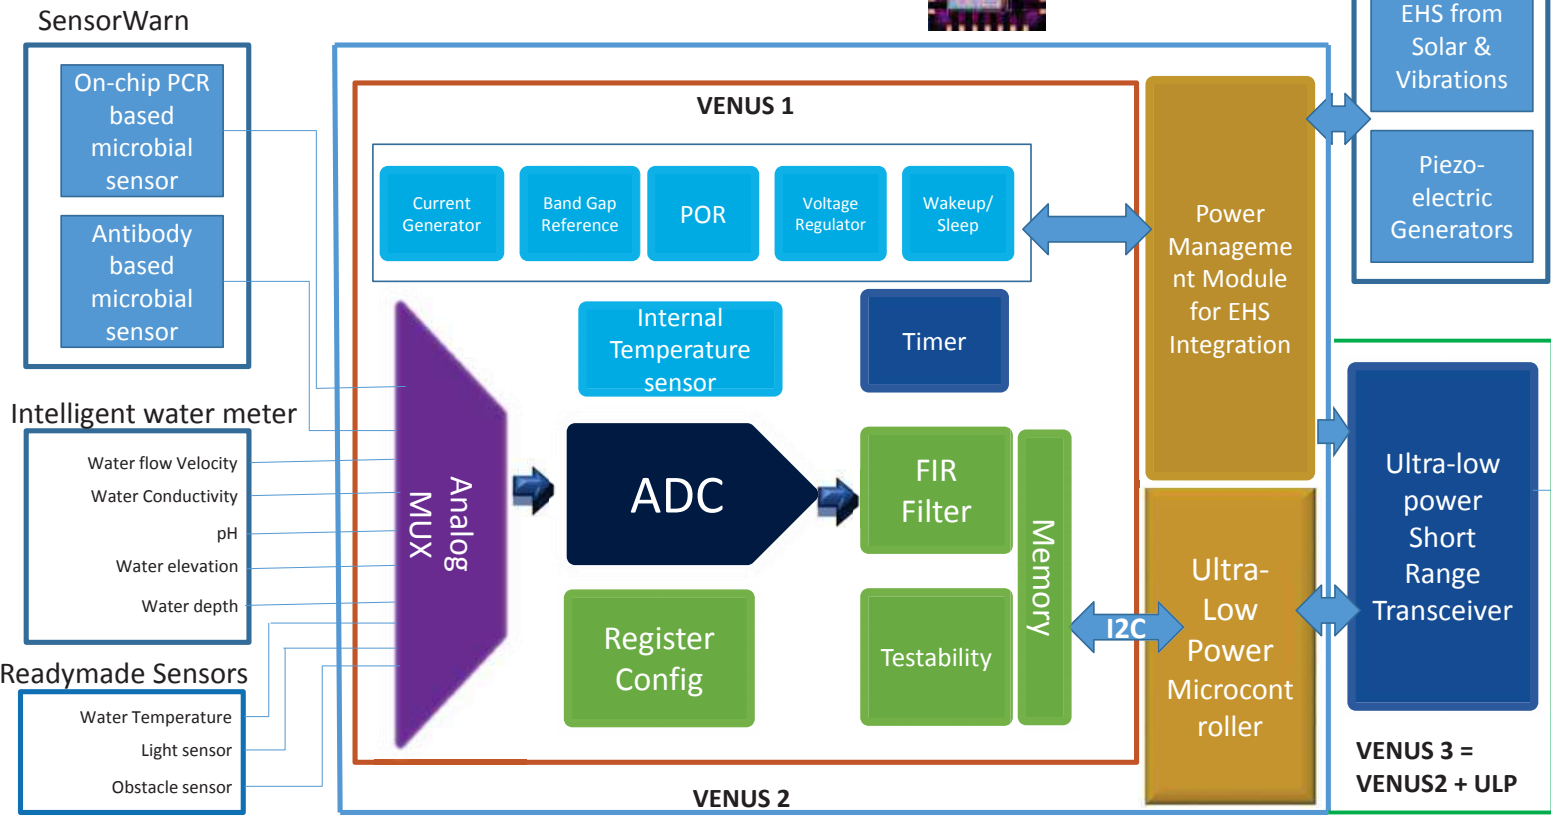 SensorWarn
On-chip PCR
based
microbial
sensor
Antibody
based
microbial
sensor
Intelligent water meter
Water flow Velocity
Water Conductivity
pH
Water elevation
Water depth
Readymade Sensors
Water Temperature
Light sensor
Obstacle sensor
VENUS 1
Current
Generator
Band Gap
Reference
POR
Voltage
Regulator
Wakeup/
Sleep
Internal
Temperature
sensor
Timer
Analog
MUX
ADC
FIR
Filter
Memory
Register
Config
Testability
I2C
VENUS 2
Power
Manageme
nt Module
for EHS
Integration
Ultra-
Low
Power
Microcont
roller
EHS from
Solar &
Vibrations
Piezo-
electric
Generators
Ultra-low
power
Short
Range
Transceiver
VENUS 3 =
VENUS2 + ULP